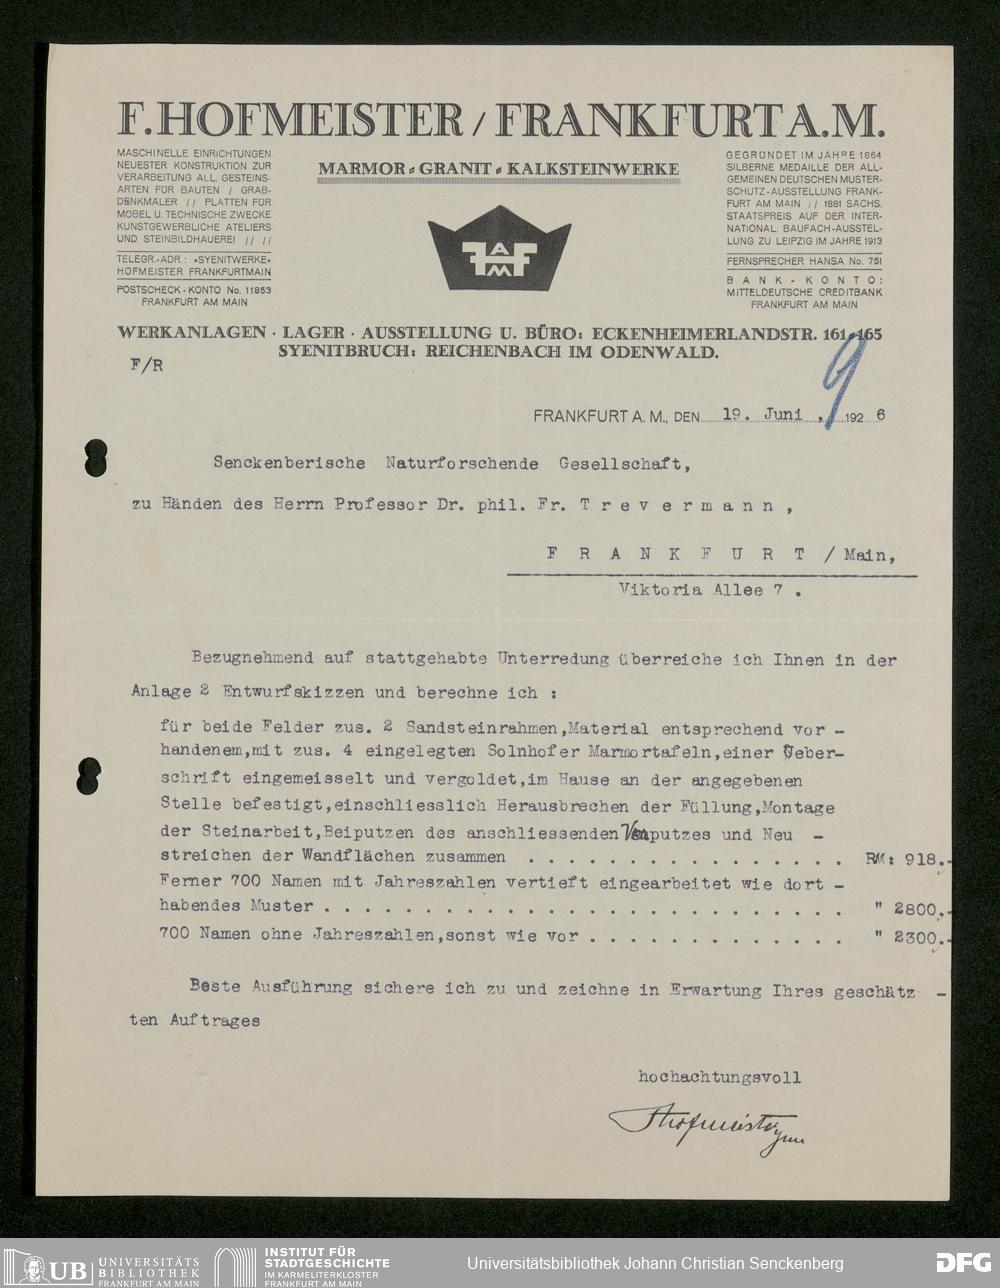 F. HOFMEISTER / FRANKFURT A. M.
MASCHINELLE EINRICHTUNGEN
NEUESTER KONSTRUKTION ZUR
VERARBEITUNG ALL. GESTEINS-
ARTEN FÜR BAUTEN / GRAB-
DENKMÄLER // PLATTEN FÜR
MÖBEL U. TECHNISCHE ZWECKE
KUNSTGEWERBLICHE ATELIERS
UND STEINBILDHAUEREI // //
TELEGR.-ADR.: »SYENITWERKE«
HOFMEISTER FRANKFURTMAIN
POSTSCHECK-KONTO No. 11853
FRANKFURT AM MAIN
MARMOR - GRANIT - KALKSTEINWERKE
FH AM F
GEGRÜNDET IM JAHRE 1864
SILBERNE MEDAILLE DER ALL-
GEMEINEN DEUTSCHEN MUSTER-
SCHUTZ-AUSSTELLUNG FRANK-
FURT AM MAIN // 1881 SÄCHS.
STAATSPREIS AUF DER INTER-
NATIONAL. BAUFACH-AUSSTEL-
LUNG ZU LEIPZIG IM JAHRE 1913
FERNSPRECHER HANSA No. 751
BANK-KONTO:
MITTELDEUTSCHE CREDITBANK
FRANKFURT AM MAIN
WERKANLAGEN · LAGER · AUSSTELLUNG U. BÜRO: ECKENHEIMERLANDSTR. 161-165
SYENITBRUCH: REICHENBACH IM ODENWALD.
F/R
9
FRANKFURT A. M., DEN 19. Juni , 192 6
Senckenberische Naturforschende Gesellschaft,
zu Händen des Herrn Professor Dr. phil. Fr. T r e v e r m a n n ,
F R A N K F U R T / Main,
Viktoria Allee 7 .
Bezugnehmend auf stattgehabte Unterredung überreiche ich Ihnen in der
Anlage 2 Entwurfskizzen und berechne ich :
für beide Felder zus. 2 Sandsteinrahmen,Material entsprechend vor -
handenem,mit zus. 4 eingelegten Solnhofer Marmortafeln,einer Ueber-
schrift eingemeisselt und vergoldet,im Hause an der angegebenen
Stelle befestigt,einschliesslich Herausbrechen der Füllung,Montage
der Steinarbeit,Beiputzen des anschliessenden Verputzes und Neu -
streichen der Wandflächen zusammen . . . . . . . . . . . . . . . . RM: 918.-
Ferner 700 Namen mit Jahreszahlen vertieft eingearbeitet wie dort -
habendes Muster . . . . . . . . . . . . . . . . . . . . . . . . . . " 2800.-
700 Namen ohne Jahreszahlen,sonst wie vor . . . . . . . . . . . . . " 2300.-
Beste Ausführung sichere ich zu und zeichne in Erwartung Ihres geschätz -
ten Auftrages
hochachtungsvoll
F Hofmeister jun
UB UNIVERSITÄTS
BIBLIOTHEK
FRANKFURT AM MAIN
INSTITUT FÜR
STADTGESCHICHTE
IM KARMELITERKLOSTER
FRANKFURT AM MAIN
Universitätsbibliothek Johann Christian Senckenberg
DFG